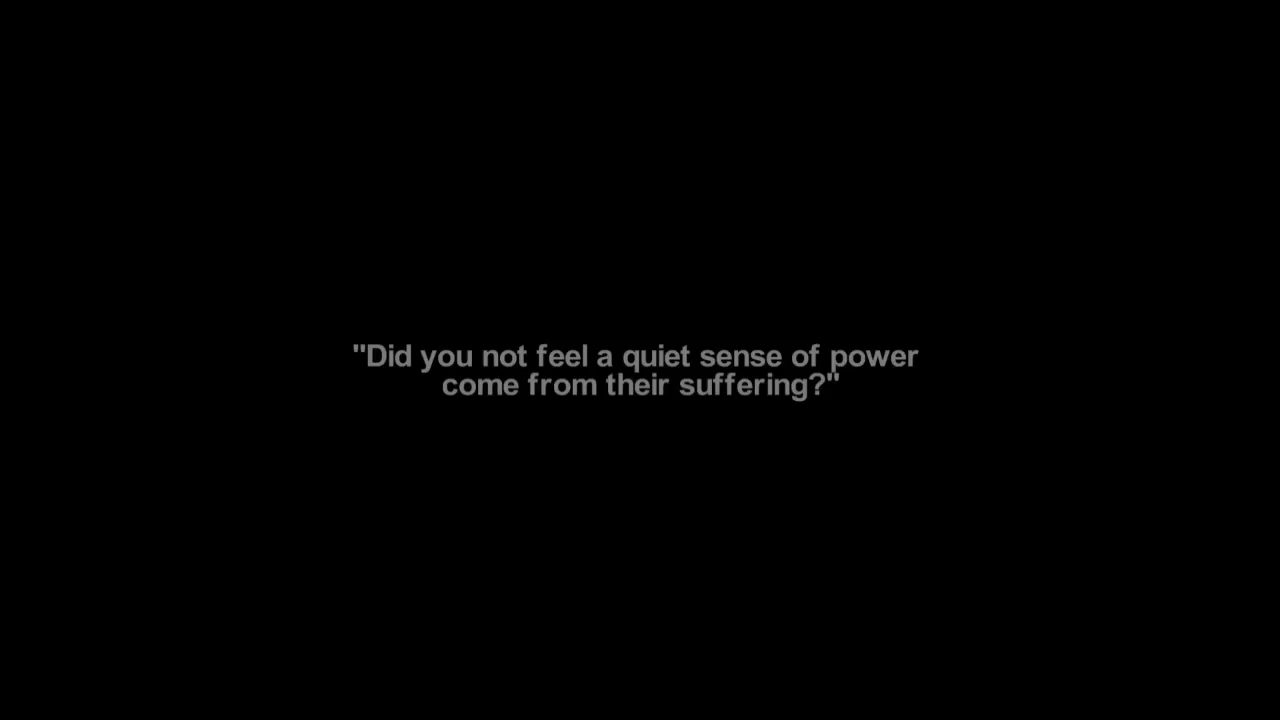 "Did you not feel a quiet sense of power
come from their suffering?"